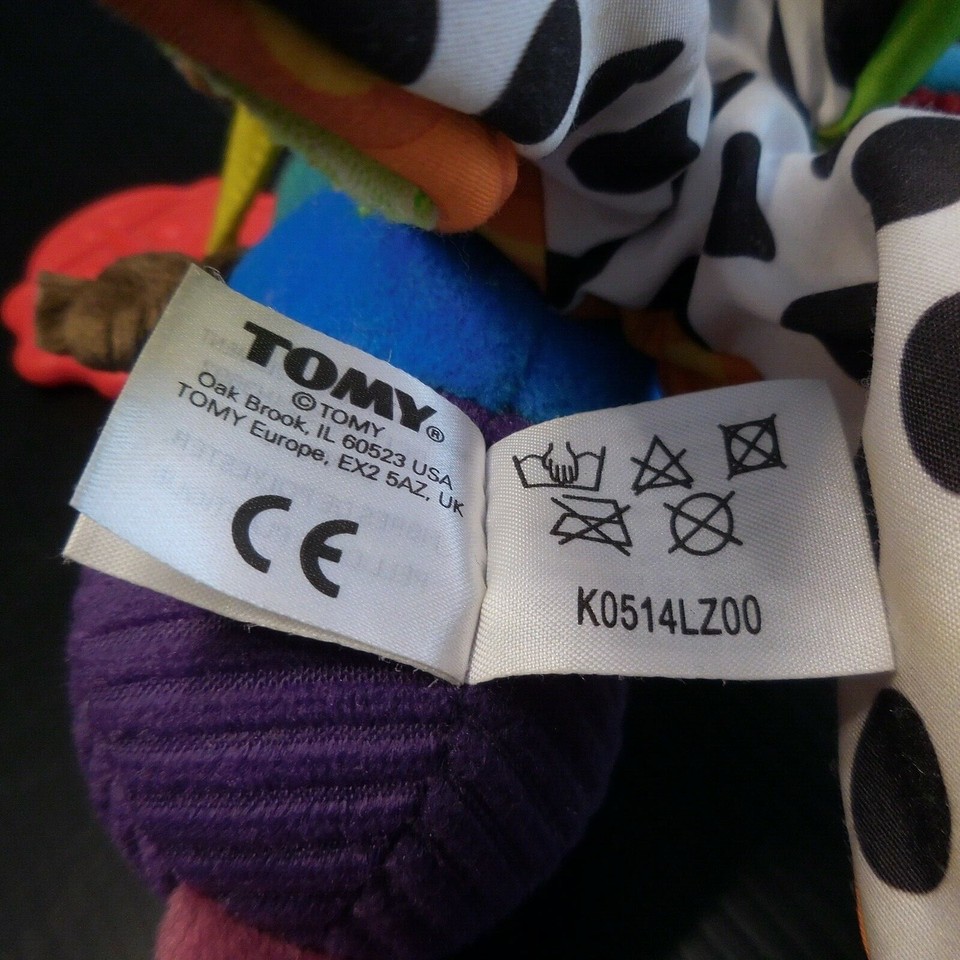 TOMY®
©TOMY
Oak Brook, IL 60523 USA
TOMY Europe, EX2 5AZ, UK
CE
K0514LZ00